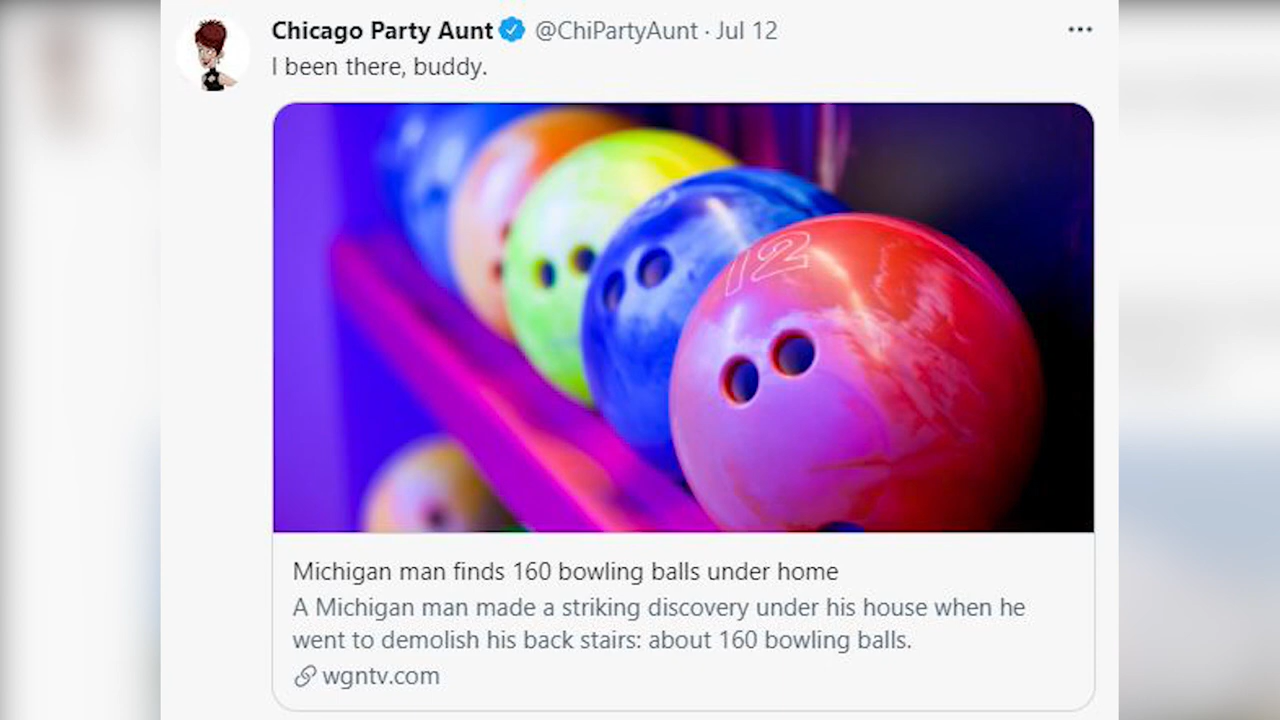 Chicago Party Aunt @ChiPartyAunt · Jul 12
I been there, buddy.
12
Michigan man finds 160 bowling balls under home
A Michigan man made a striking discovery under his house when he
went to demolish his back stairs: about 160 bowling balls.
wgntv.com